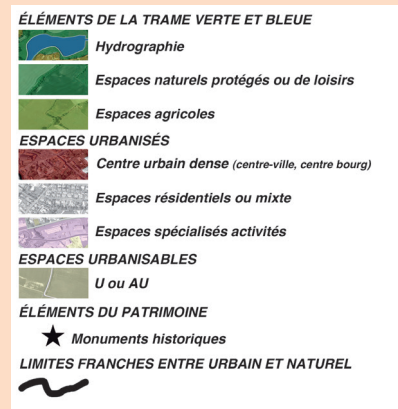 ÉLÉMENTS DE LA TRAME VERTE ET BLEUE
Hydrographie
Espaces naturels protégés ou de loisirs
Espaces agricoles
ESPACES URBANISÉS
Centre urbain dense (centre-ville, centre bourg)
Espaces résidentiels ou mixte
Espaces spécialisés activités
ESPACES URBANISABLES
U ou AU
ÉLÉMENTS DU PATRIMOINE
Monuments historiques
LIMITES FRANCHES ENTRE URBAIN ET NATUREL